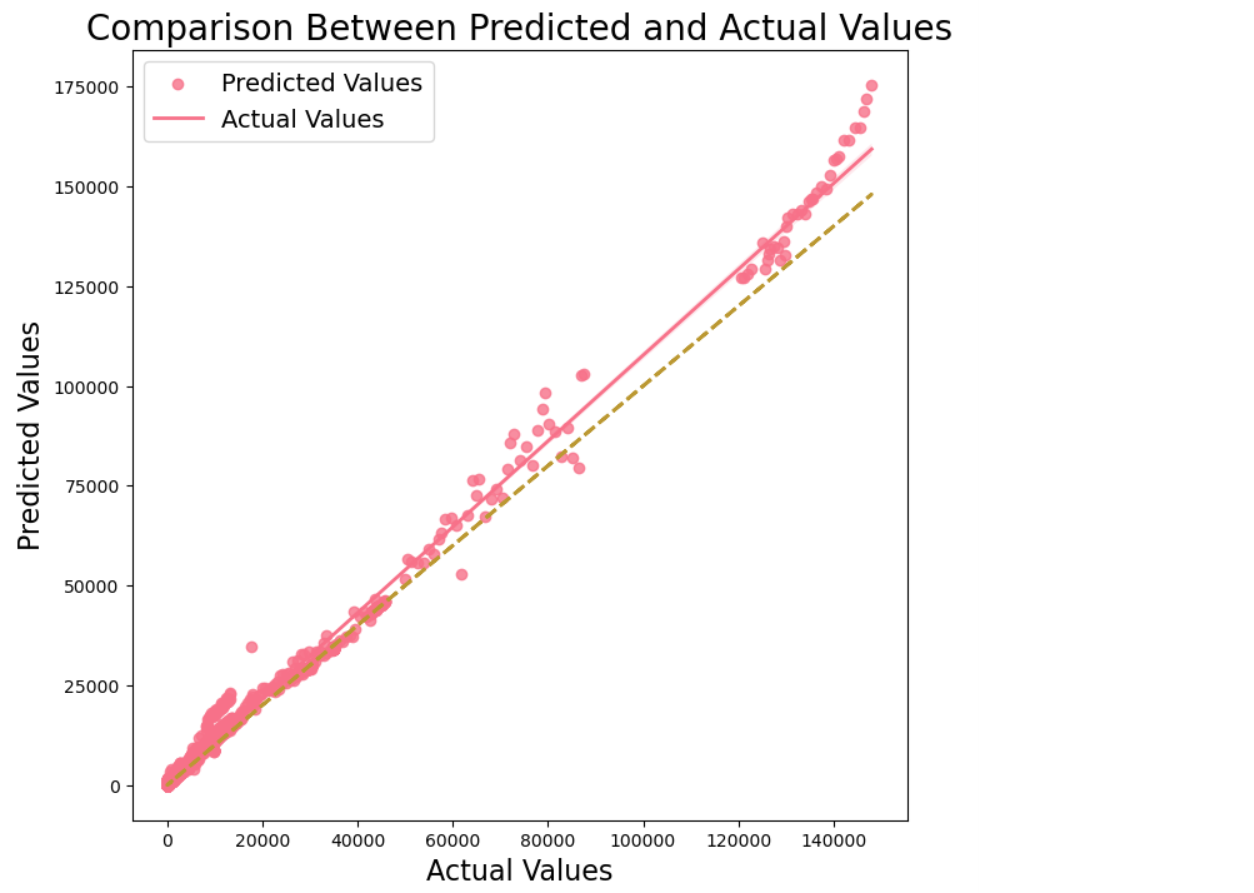 Comparison Between Predicted and Actual Values
Predicted Values
Actual Values
175000
150000
125000
100000
75000
50000
25000
0
Predicted Values
0 20000 40000 60000 80000 100000 120000 140000
Actual Values